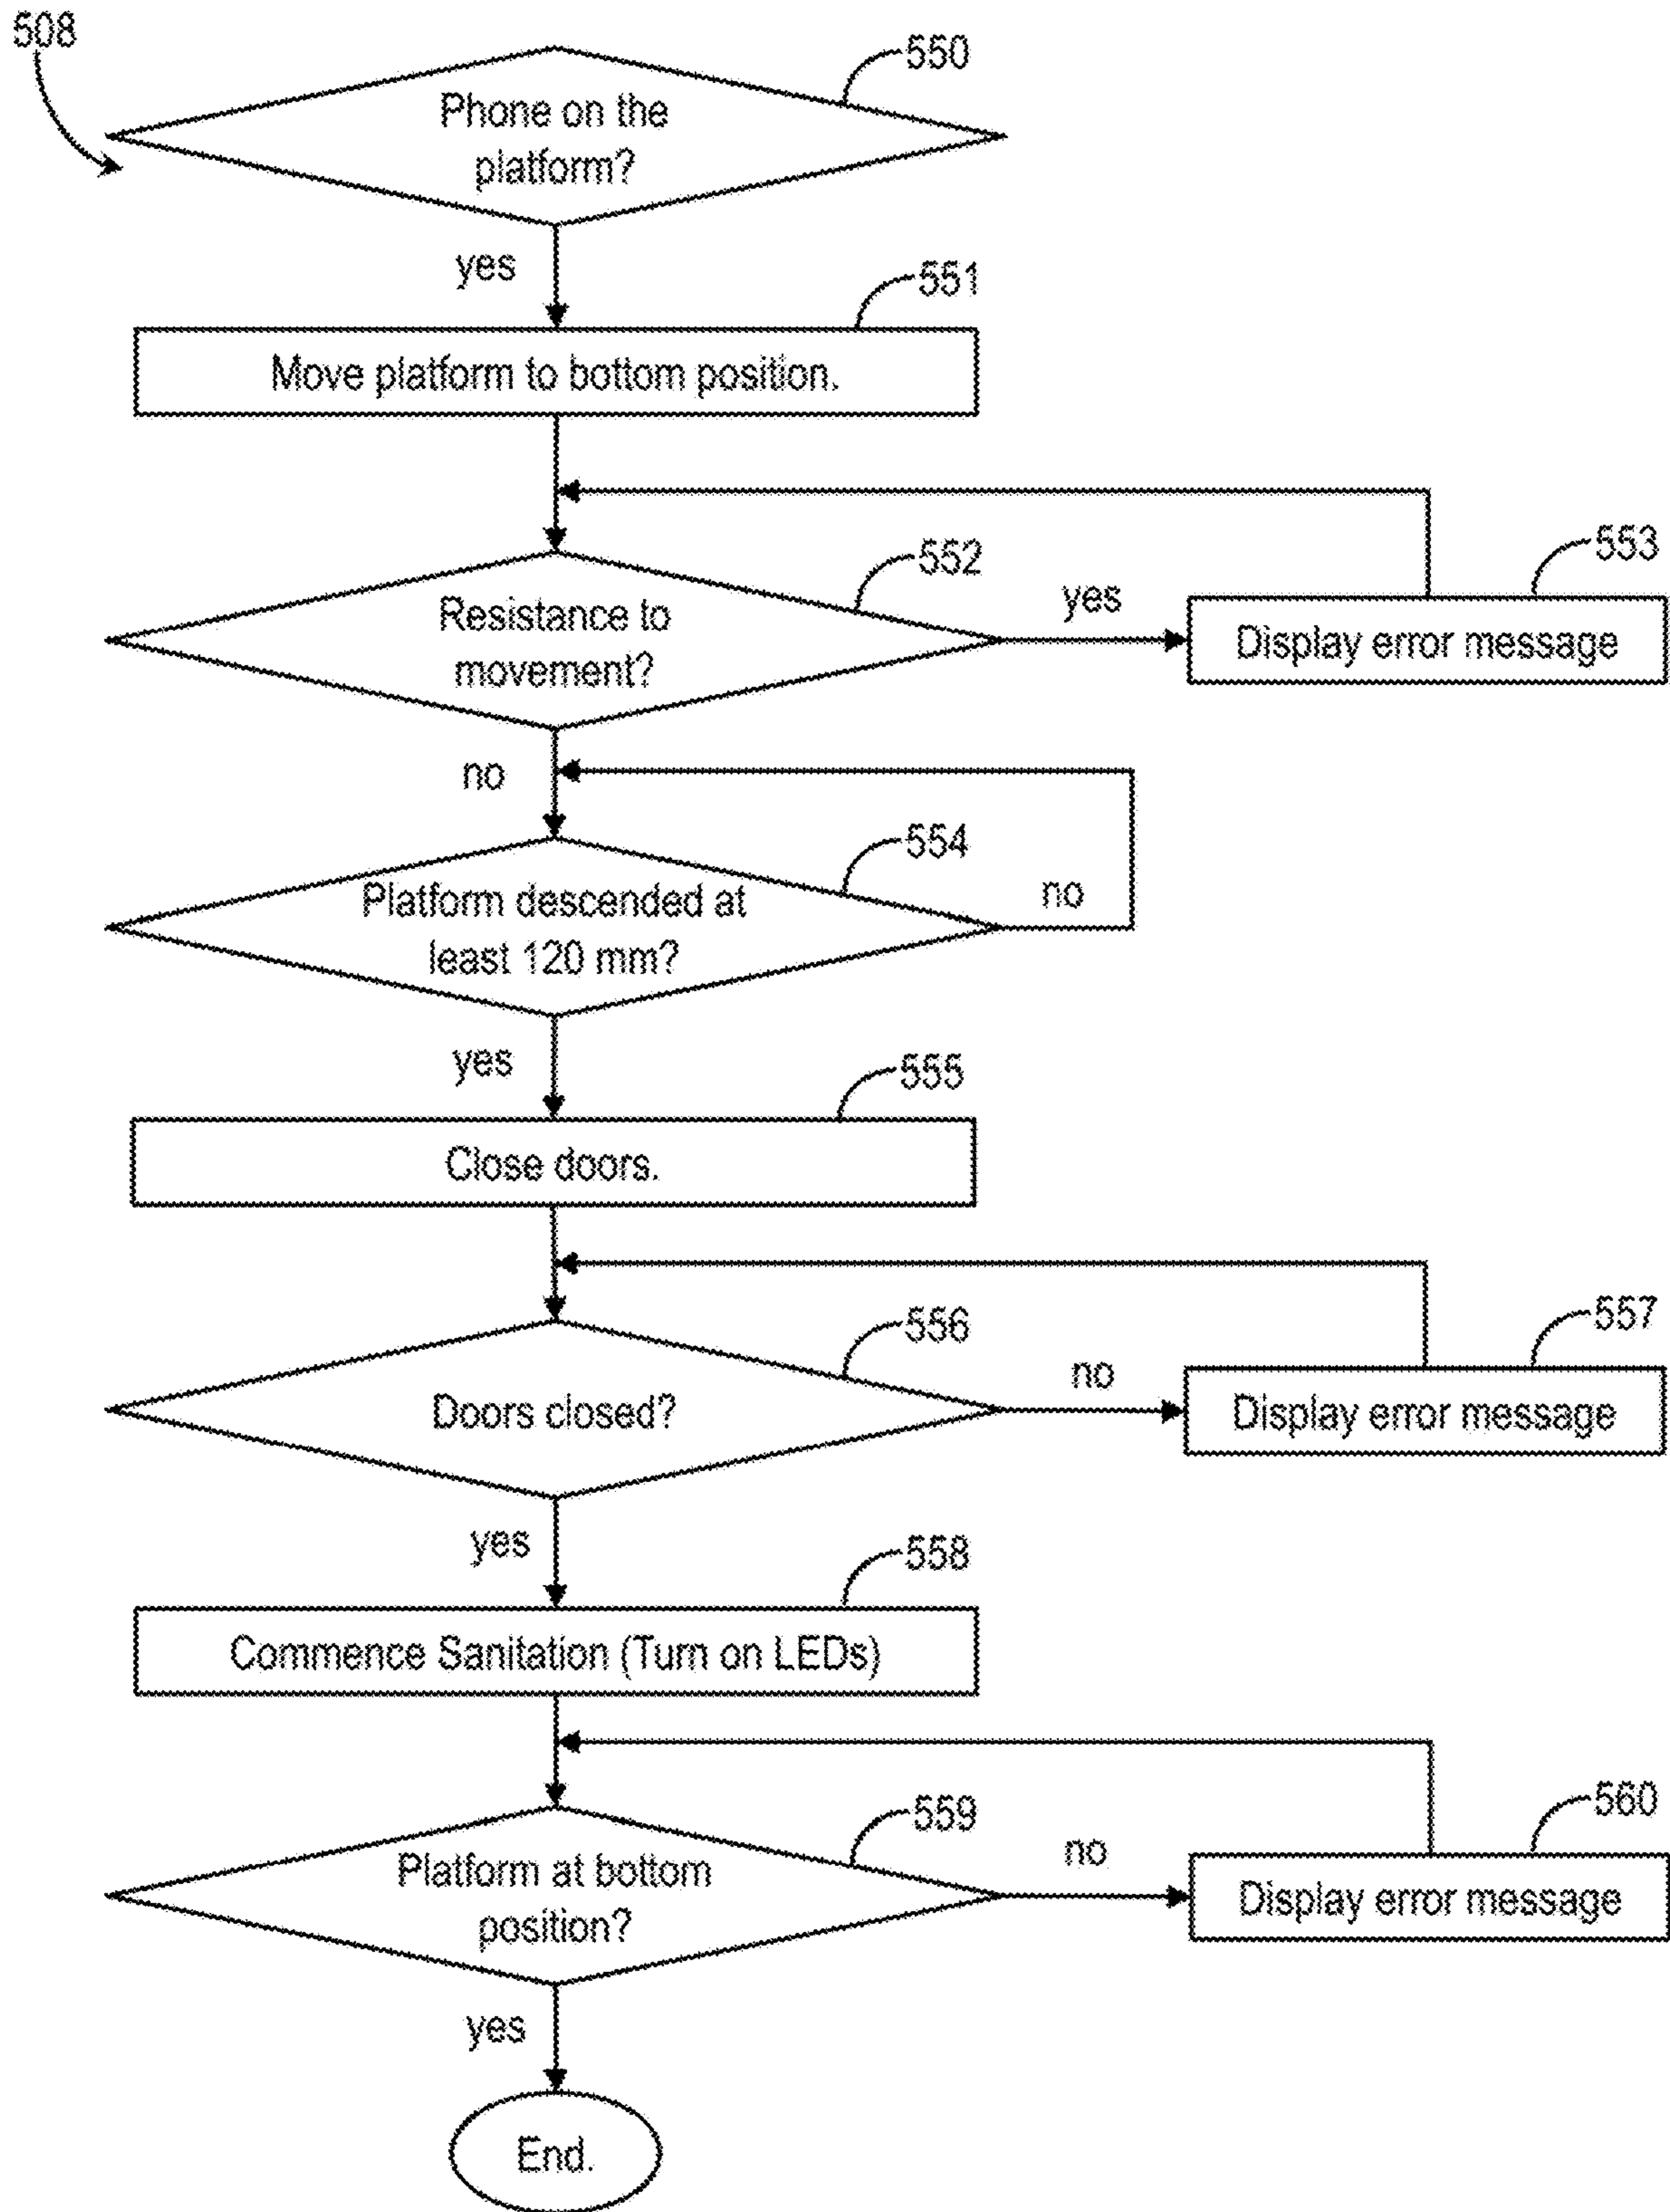 508
550
Phone on the
platform?
yes
551
Move platform to bottom position.
552
Resistance to
movement?
yes
553
Display error message
no
554
Platform descended at
least 120 mm?
no
yes
555
Close doors.
556
Doors closed?
no
557
Display error message
yes
558
Commence Sanitation (Turn on LEDs)
559
Platform at bottom
position?
no
560
Display error message
yes
End.